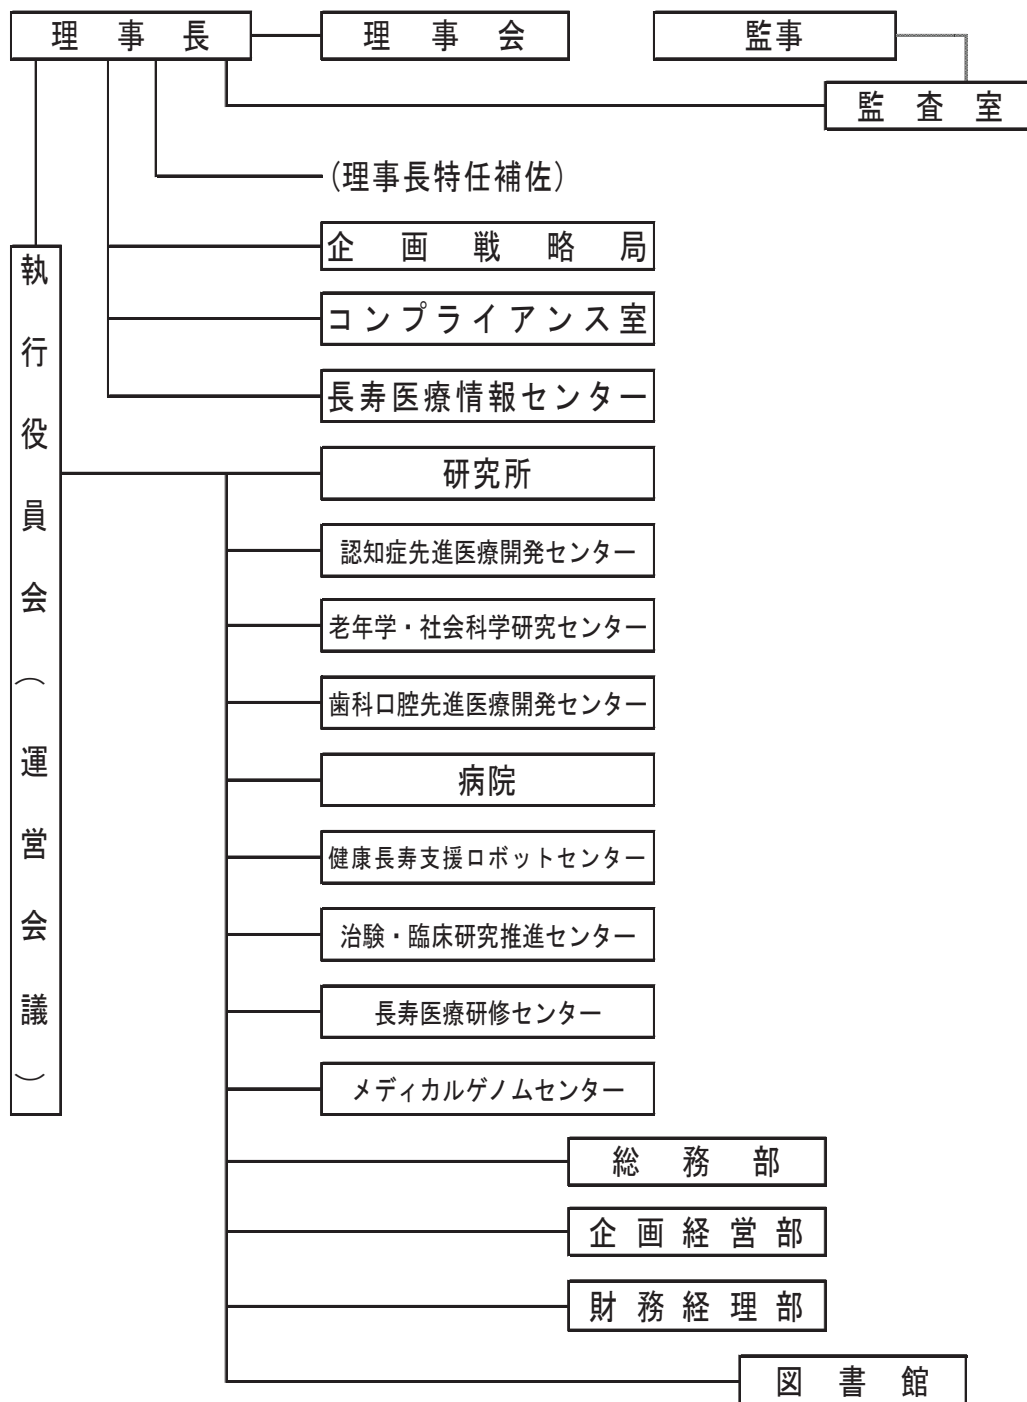 理事長
理事会
監事
監査室
(理事長特任補佐)
企画戦略局
コンプライアンス室
長寿医療情報センター
執行役員会(運営会議)
研究所
認知症先進医療開発センター
老年学・社会科学研究センター
歯科口腔先進医療開発センター
病院
健康長寿支援ロボットセンター
治験・臨床研究推進センター
長寿医療研修センター
メディカルゲノムセンター
総務部
企画経営部
財務経理部
図書館